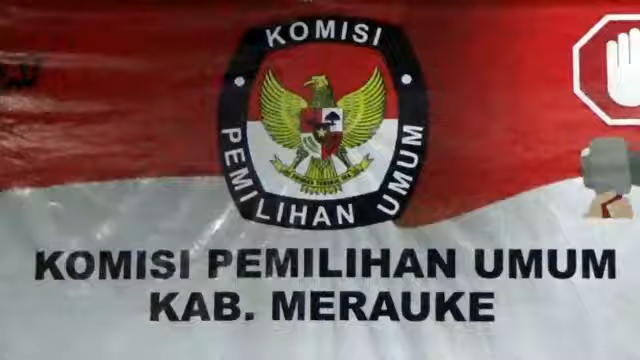 KOMISI
PEMILIHAN UMUM
KOMISI PEMILIHAN UMUM
KAB. MERAUKE